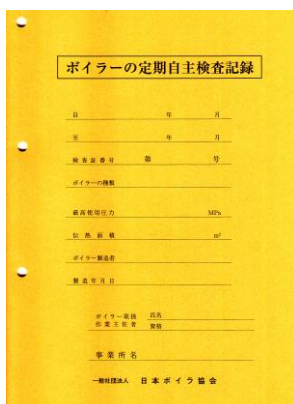 ボイラーの定期自主検査記録
自 年 月
至 年 月
検査証番号 第 号
ボイラーの種類
最高使用圧力 MPa
伝熱面積 m²
ボイラー製造者
製造年月日
ボイラー取扱 氏名
作業主任者 資格
事業所名
一般社団法人 日本ボイラ協会